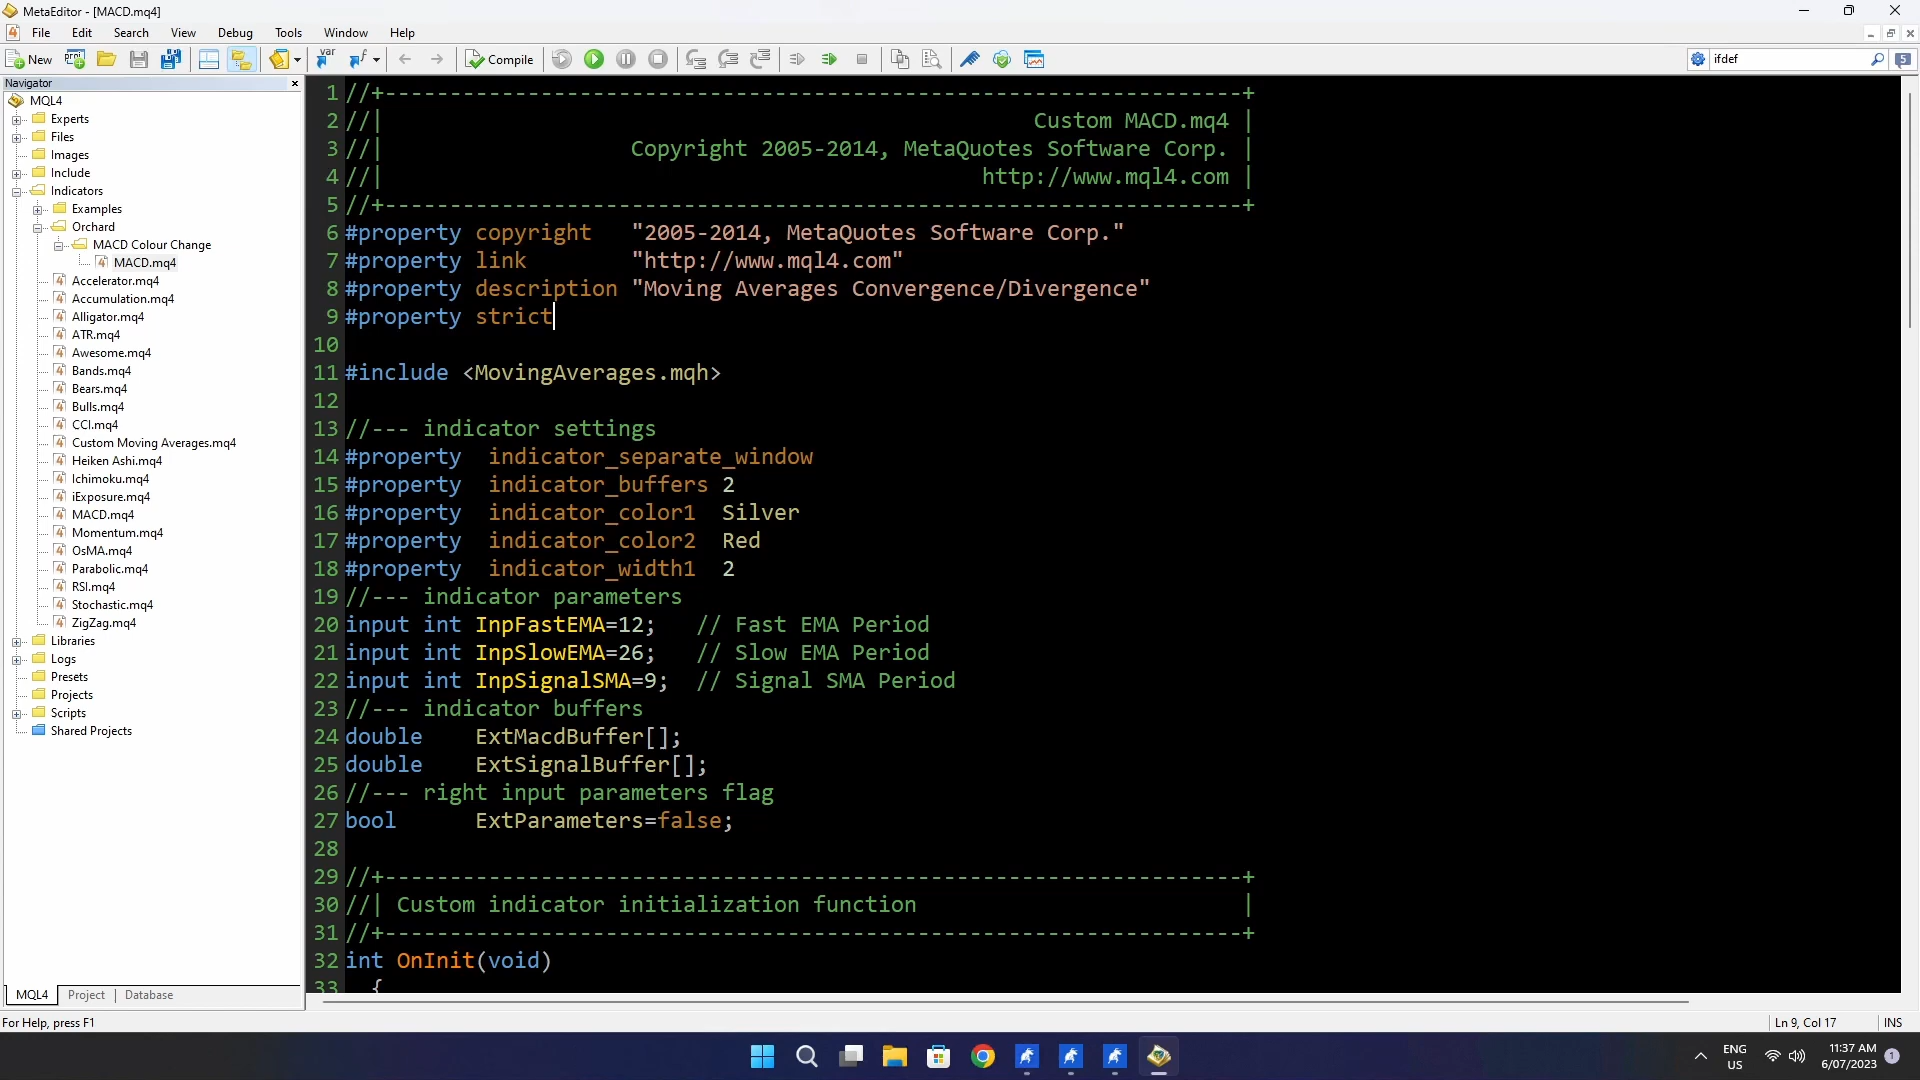 MetaEditor - [MACD.mq4]
File Edit Search View Debug Tools Window Help
New Compile ifdef
Navigator
MQL4
Experts
Files
Images
Include
Indicators
Examples
Orchard
MACD Colour Change
MACD.mq4
Accelerator.mq4
Accumulation.mq4
Alligator.mq4
ATR.mq4
Awesome.mq4
Bands.mq4
Bears.mq4
Bulls.mq4
CCI.mq4
Custom Moving Averages.mq4
Heiken Ashi.mq4
Ichimoku.mq4
iExposure.mq4
MACD.mq4
Momentum.mq4
OsMA.mq4
Parabolic.mq4
RSI.mq4
Stochastic.mq4
ZigZag.mq4
Libraries
Logs
Presets
Projects
Scripts
Shared Projects
MQL4 Project Database
1 //+------------------------------------------------------------------+
2 //| Custom MACD.mq4 |
3 //| Copyright 2005-2014, MetaQuotes Software Corp. |
4 //| http://www.mql4.com |
5 //+------------------------------------------------------------------+
6 #property copyright "2005-2014, MetaQuotes Software Corp."
7 #property link "http://www.mql4.com"
8 #property description "Moving Averages Convergence/Divergence"
9 #property strict
10
11 #include <MovingAverages.mqh>
12
13 //--- indicator settings
14 #property indicator_separate_window
15 #property indicator_buffers 2
16 #property indicator_color1 Silver
17 #property indicator_color2 Red
18 #property indicator_width1 2
19 //--- indicator parameters
20 input int InpFastEMA=12; // Fast EMA Period
21 input int InpSlowEMA=26; // Slow EMA Period
22 input int InpSignalSMA=9; // Signal SMA Period
23 //--- indicator buffers
24 double ExtMacdBuffer[];
25 double ExtSignalBuffer[];
26 //--- right input parameters flag
27 bool ExtParameters=false;
28
29 //+------------------------------------------------------------------+
30 //| Custom indicator initialization function |
31 //+------------------------------------------------------------------+
32 int OnInit(void)
33 {
For Help, press F1 Ln 9, Col 17 INS
ENG
US
11:37 AM
6/07/2023